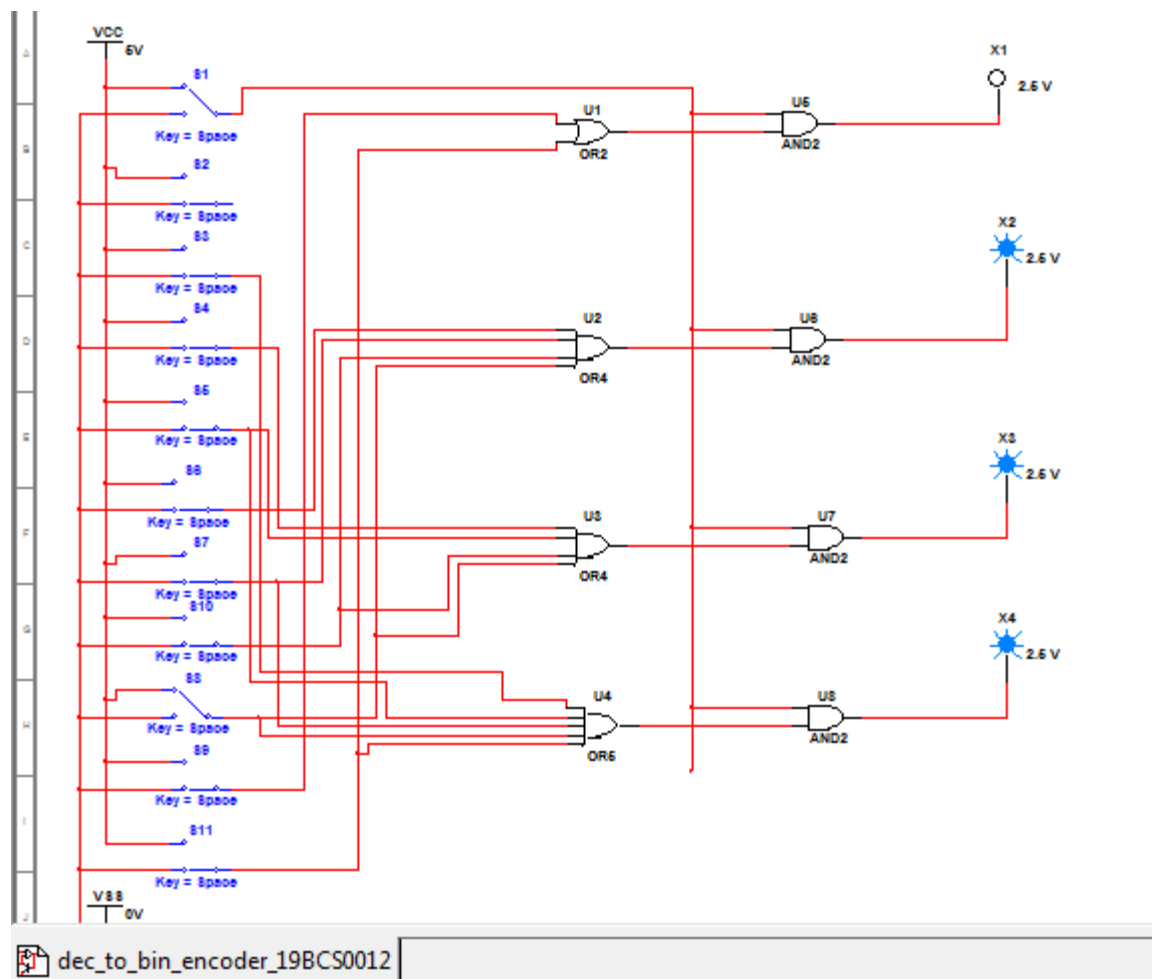 VCC
5V
S1
Key = Space
S2
Key = Space
S3
Key = Space
S4
Key = Space
S5
Key = Space
S6
Key = Space
S7
Key = Space
S10
Key = Space
S8
Key = Space
S9
Key = Space
S11
Key = Space
VSS
0V
U1
OR2
U2
OR4
U3
OR4
U4
OR5
U5
AND2
U6
AND2
U7
AND2
U8
AND2
X1
2.5 V
X2
2.5 V
X3
2.5 V
X4
2.5 V
dec_to_bin_encoder_19BCS0012